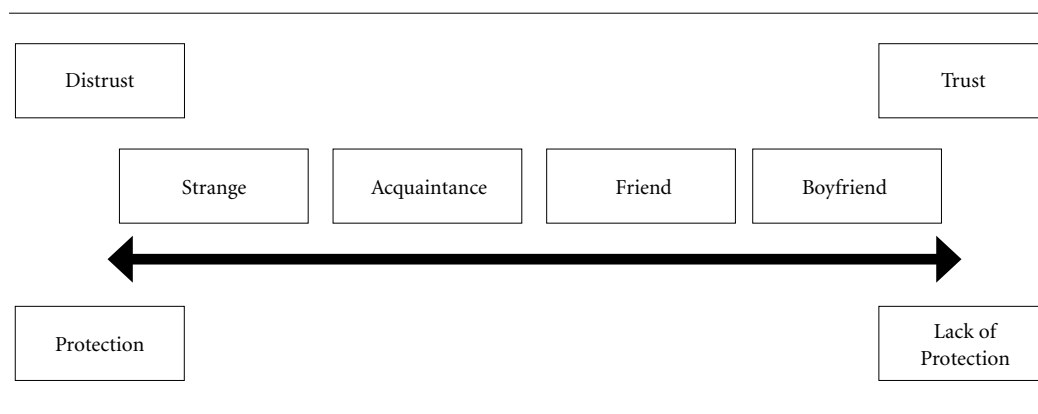 Distrust
Trust
Strange
Acquaintance
Friend
Boyfriend
Protection
Lack of
Protection